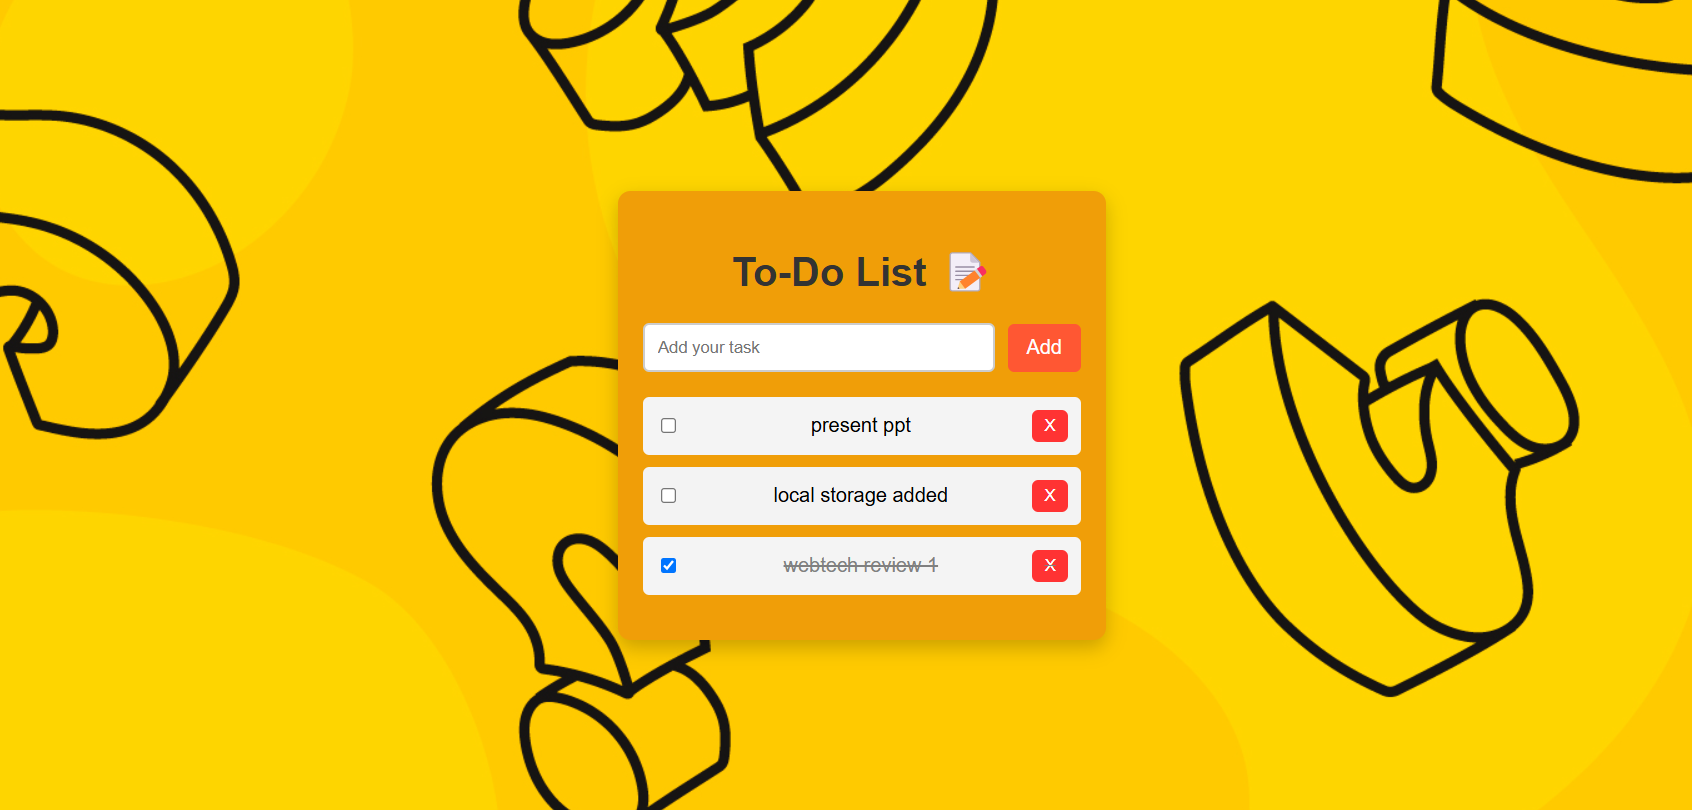 To-Do List 📝
Add your task
Add
present ppt
X
local storage added
X
webtech review-1
X